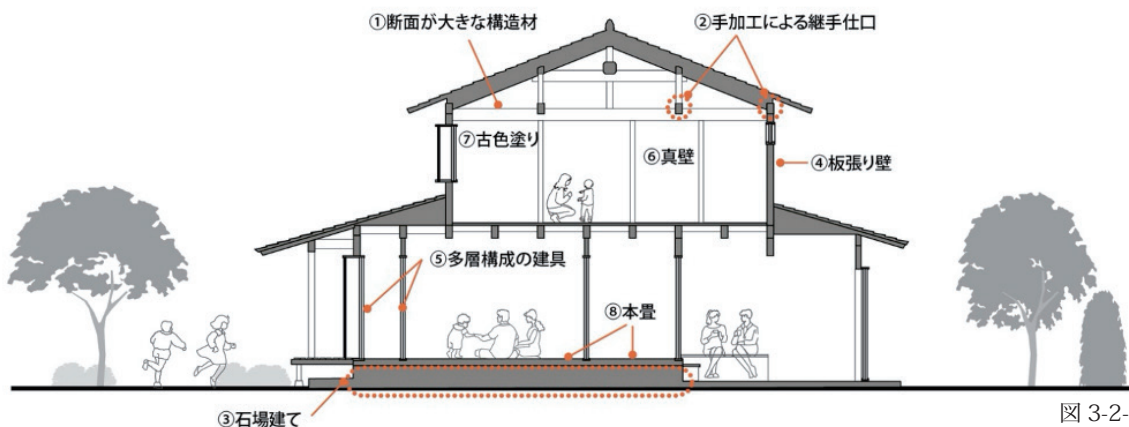 ①断面が大きな構造材
②手加工による継手仕口
⑦古色塗り
⑥真壁
④板張り壁
⑤多層構成の建具
⑧本畳
③石場建て
図 3-2-